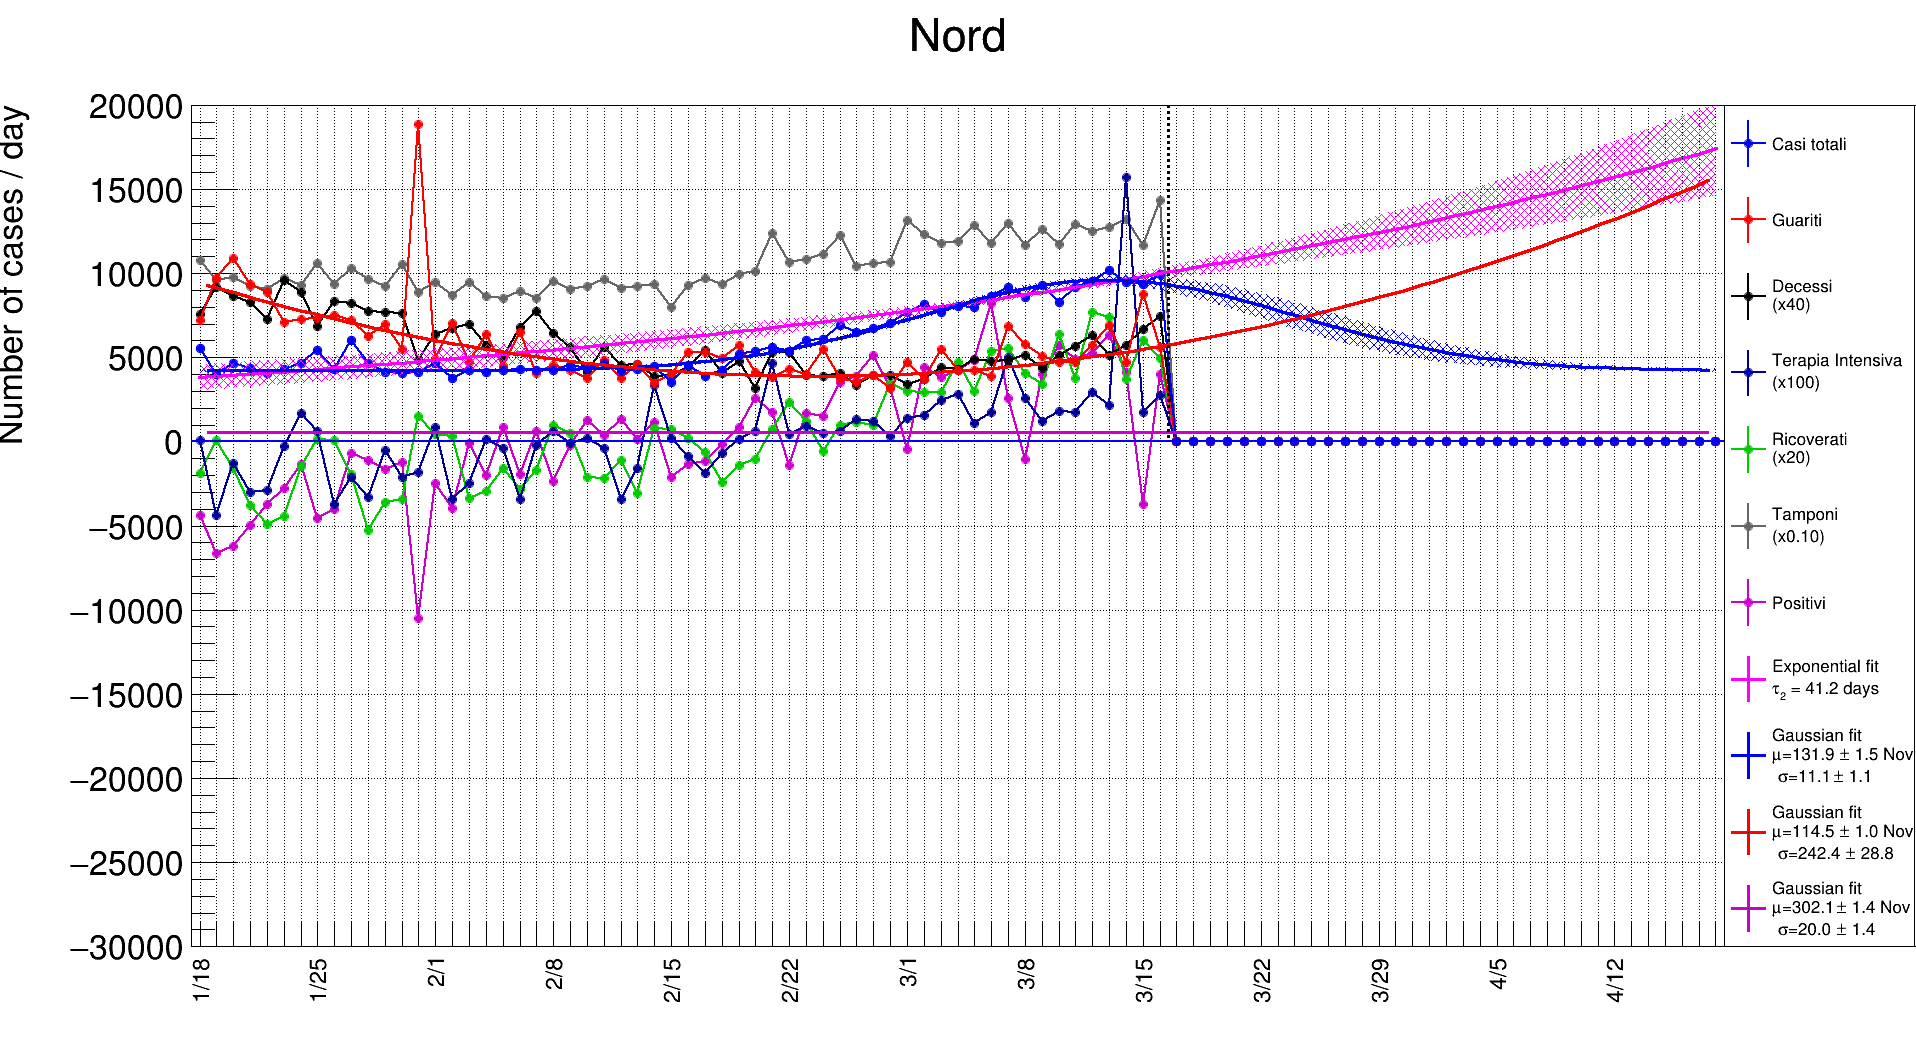 Nord
Number of cases / day
20000
15000
10000
5000
0
−5000
−10000
−15000
−20000
−25000
−30000
1/18
1/25
2/1
2/8
2/15
2/22
3/1
3/8
3/15
3/22
3/29
4/5
4/12
Casi totali
Guariti
Decessi
(x40)
Terapia Intensiva
(x100)
Ricoverati
(x20)
Tamponi
(x0.10)
Positivi
Exponential fit
τ2 = 41.2 days
Gaussian fit
μ=131.9 ± 1.5 Nov
σ=11.1 ± 1.1
Gaussian fit
μ=114.5 ± 1.0 Nov
σ=242.4 ± 28.8
Gaussian fit
μ=302.1 ± 1.4 Nov
σ=20.0 ± 1.4